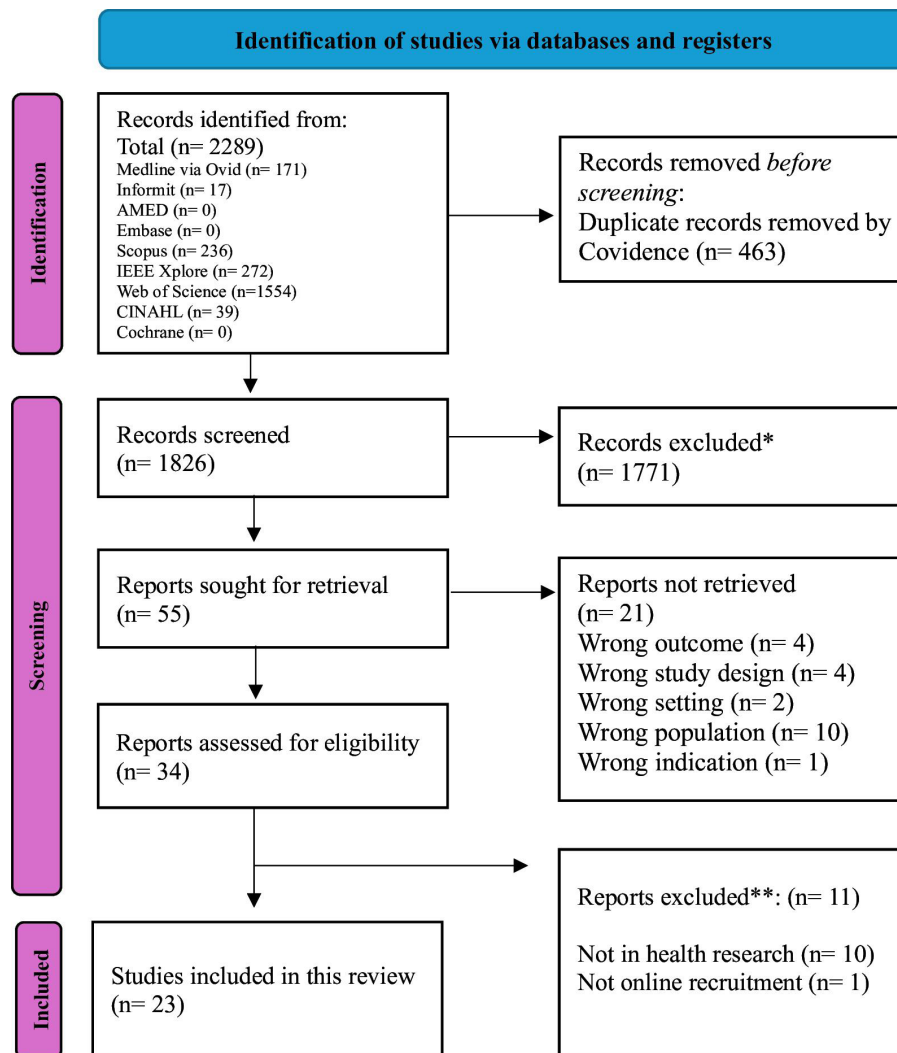 Identification of studies via databases and registers
Identification
Records identified from:
Total (n= 2289)
Medline via Ovid (n= 171)
Informit (n= 17)
AMED (n= 0)
Embase (n= 0)
Scopus (n= 236)
IEEE Xplore (n= 272)
Web of Science (n=1554)
CINAHL (n= 39)
Cochrane (n= 0)
Records removed before
screening:
Duplicate records removed by
Covidence (n= 463)
Screening
Records screened
(n= 1826)
Records excluded*
(n= 1771)
Reports sought for retrieval
(n= 55)
Reports not retrieved
(n= 21)
Wrong outcome (n= 4)
Wrong study design (n= 4)
Wrong setting (n= 2)
Wrong population (n= 10)
Wrong indication (n= 1)
Reports assessed for eligibility
(n= 34)
Reports excluded**: (n= 11)
Not in health research (n= 10)
Not online recruitment (n= 1)
Included
Studies included in this review
(n= 23)